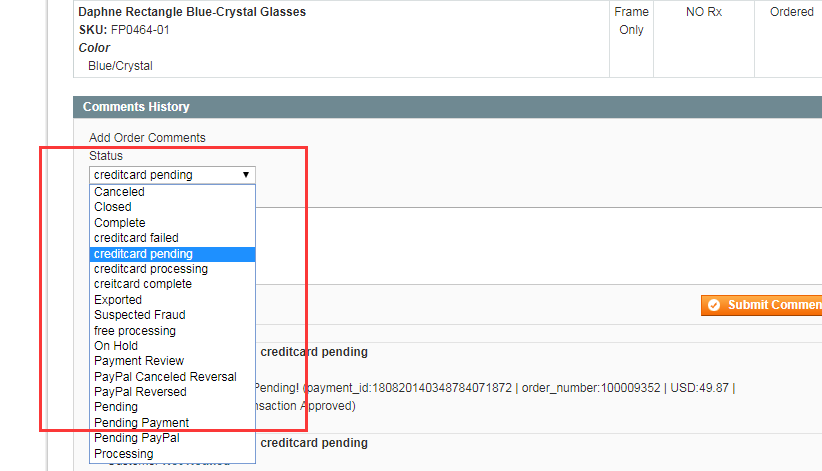 Daphne Rectangle Blue-Crystal Glasses
SKU: FP0464-01
Color
Blue/Crystal
Frame
Only
NO Rx
Ordered
Comments History
Add Order Comments
Status
creditcard pending
Canceled
Closed
Complete
creditcard failed
creditcard pending
creditcard processing
creitcard complete
Exported
Suspected Fraud
free processing
On Hold
Payment Review
PayPal Canceled Reversal
PayPal Reversed
Pending
Pending Payment
Pending PayPal
Processing
Submit Commen
creditcard pending
Pending! (payment_id:180820140348784071872 | order_number:100009352 | USD:49.87 |
nsaction Approved)
creditcard pending